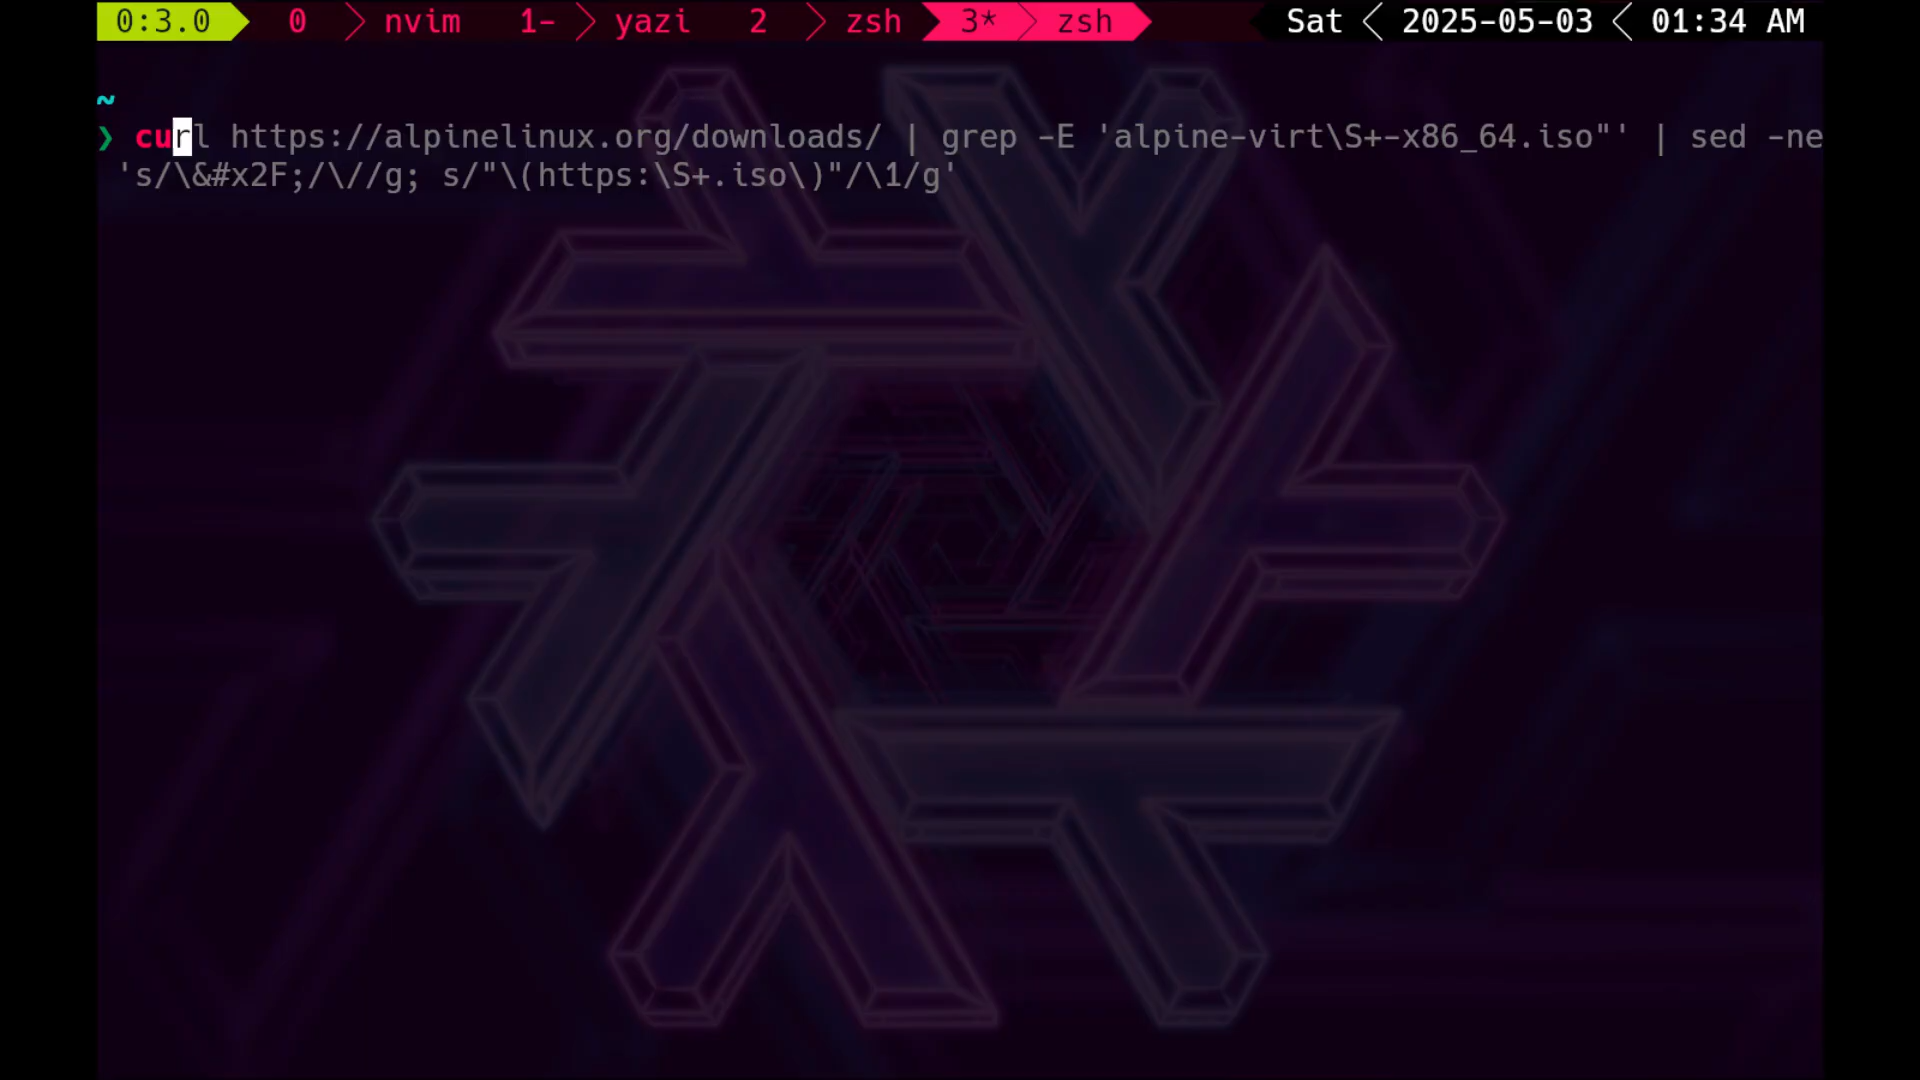 0:3.0 0 nvim 1- yazi 2 zsh 3* zsh Sat 2025-05-03 01:34 AM
~
❯ curl https://alpinelinux.org/downloads/ | grep -E 'alpine-virt\S+-x86_64.iso"' | sed -ne
's/\&#x2F;/\//g; s/"\(https:\S+.iso\)"/\1/g'